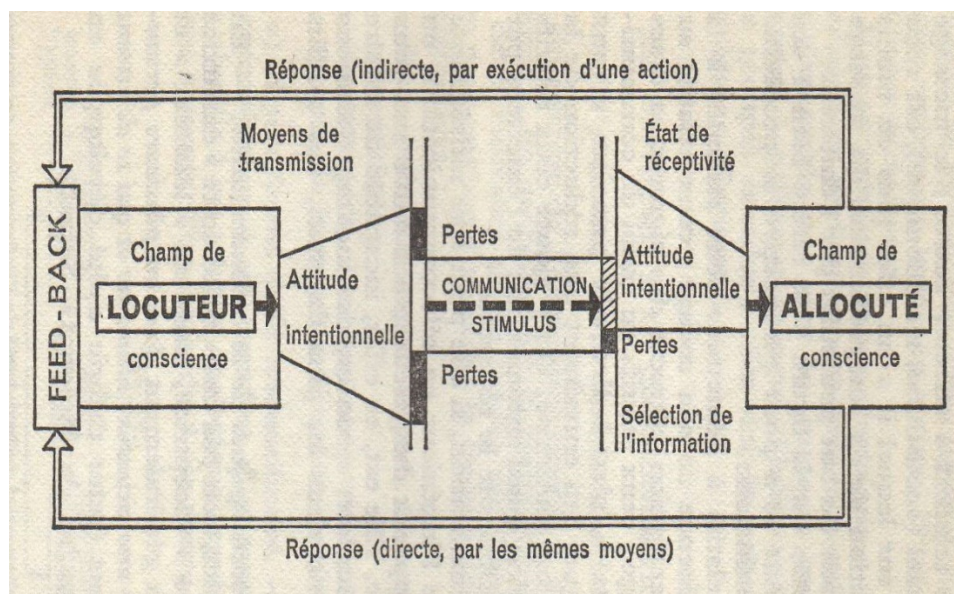 Réponse (indirecte, par exécution d'une action)
Moyens de
transmission
État de
réceptivité
FEED-BACK
Champ de
LOCUTEUR
conscience
Attitude
intentionnelle
Pertes
COMMUNICATION
STIMULUS
Pertes
Attitude
intentionnelle
Pertes
Sélection de
l'information
Champ de
ALLOCUTÉ
conscience
Réponse (directe, par les mêmes moyens)